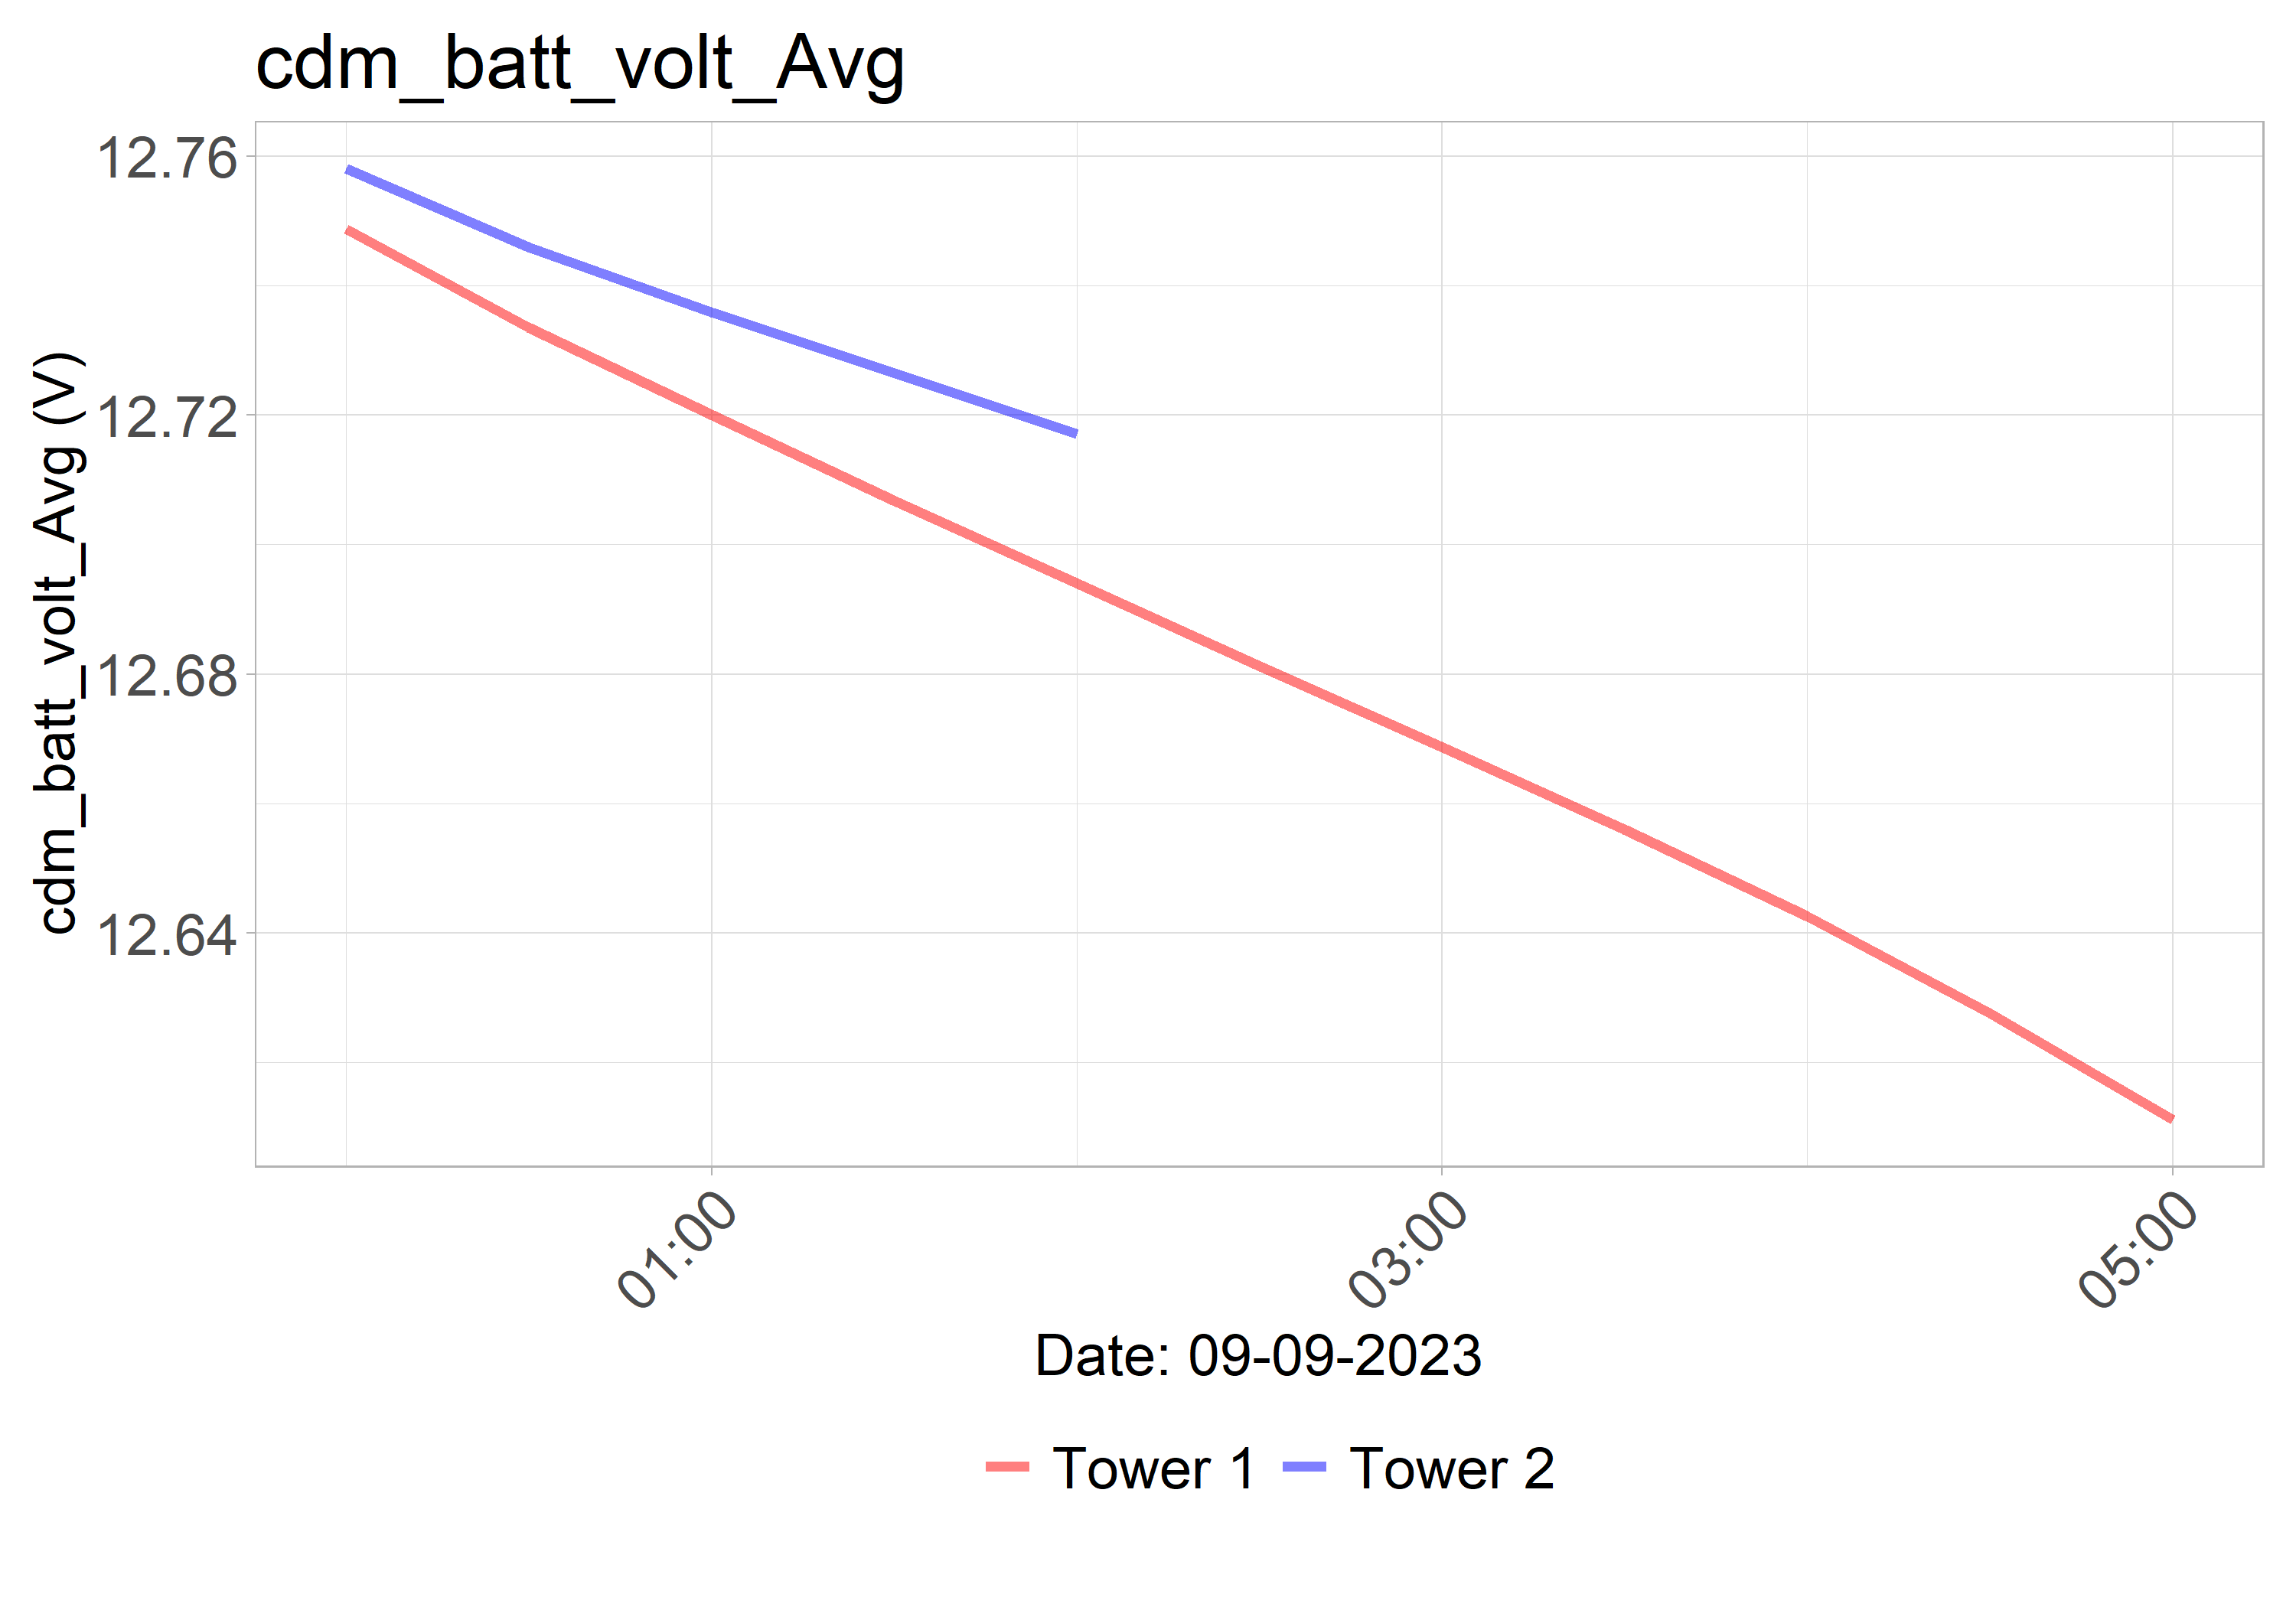 cdm_batt_volt_Avg
cdm_batt_volt_Avg (V)
12.76
12.72
12.68
12.64
01:00
03:00
05:00
Date: 09-09-2023
Tower 1
Tower 2